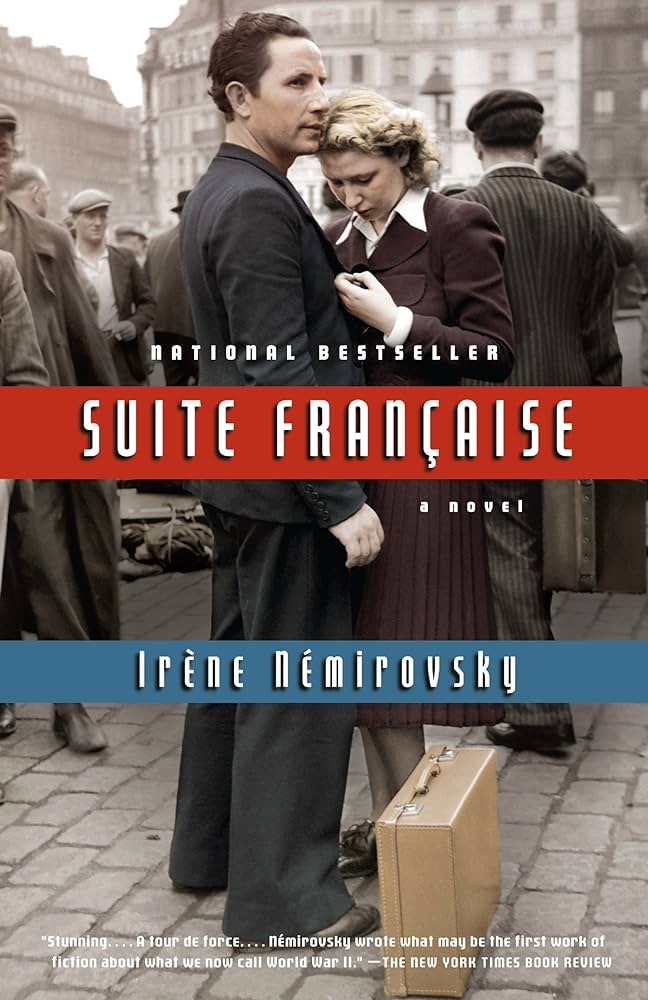 NATIONAL BESTSELLER
SUITE FRANÇAISE
a novel
Irène Némirovsky
"Stunning. . . . A tour de force. . . . Némirovsky wrote what may be the first work of
fiction about what we now call World War II." —THE NEW YORK TIMES BOOK REVIEW